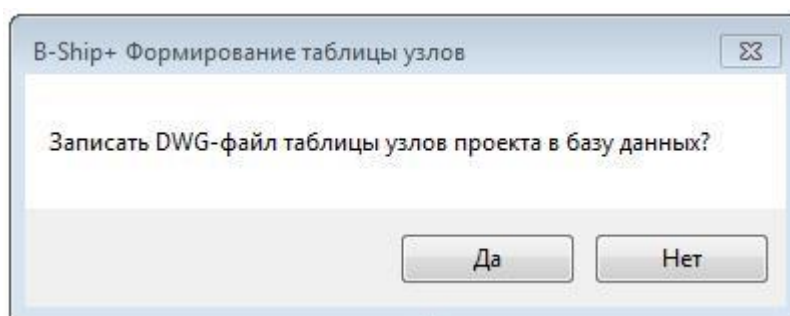 B-Ship+ Формирование таблицы узлов
Записать DWG-файл таблицы узлов проекта в базу данных?
Да Нет